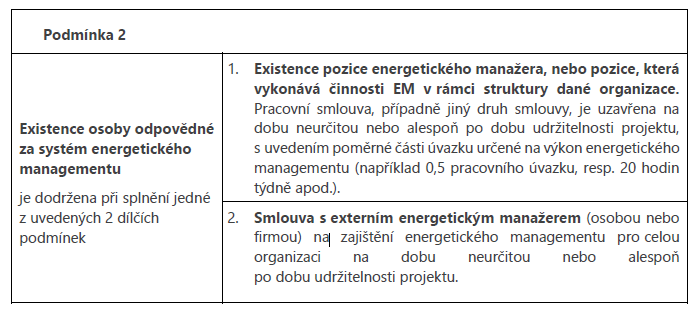 Podmínka 2
Existence osoby odpovědné
za systém energetického
managementu
je dodržena při splnění jedné
z uvedených 2 dílčích
podmínek
1. Existence pozice energetického manažera, nebo pozice, která
vykonává činnosti EM v rámci struktury dané organizace.
Pracovní smlouva, případně jiný druh smlouvy, je uzavřena na
dobu neurčitou nebo alespoň po dobu udržitelnosti projektu,
s uvedením poměrné části úvazku určené na výkon energetického
managementu (například 0,5 pracovního úvazku, resp. 20 hodin
týdně apod.).
2. Smlouva s externím energetickým manažerem (osobou nebo
firmou) na zajištění energetického managementu pro celou
organizaci na dobu neurčitou nebo alespoň
po dobu udržitelnosti projektu.